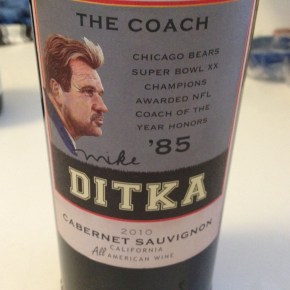 THE COACH
CHICAGO BEARS
SUPER BOWL XX
CHAMPIONS
AWARDED NFL
COACH OF THE
YEAR HONORS
'85
mike
DITKA
2010
CABERNET SAUVIGNON
CALIFORNIA
All AMERICAN WINE